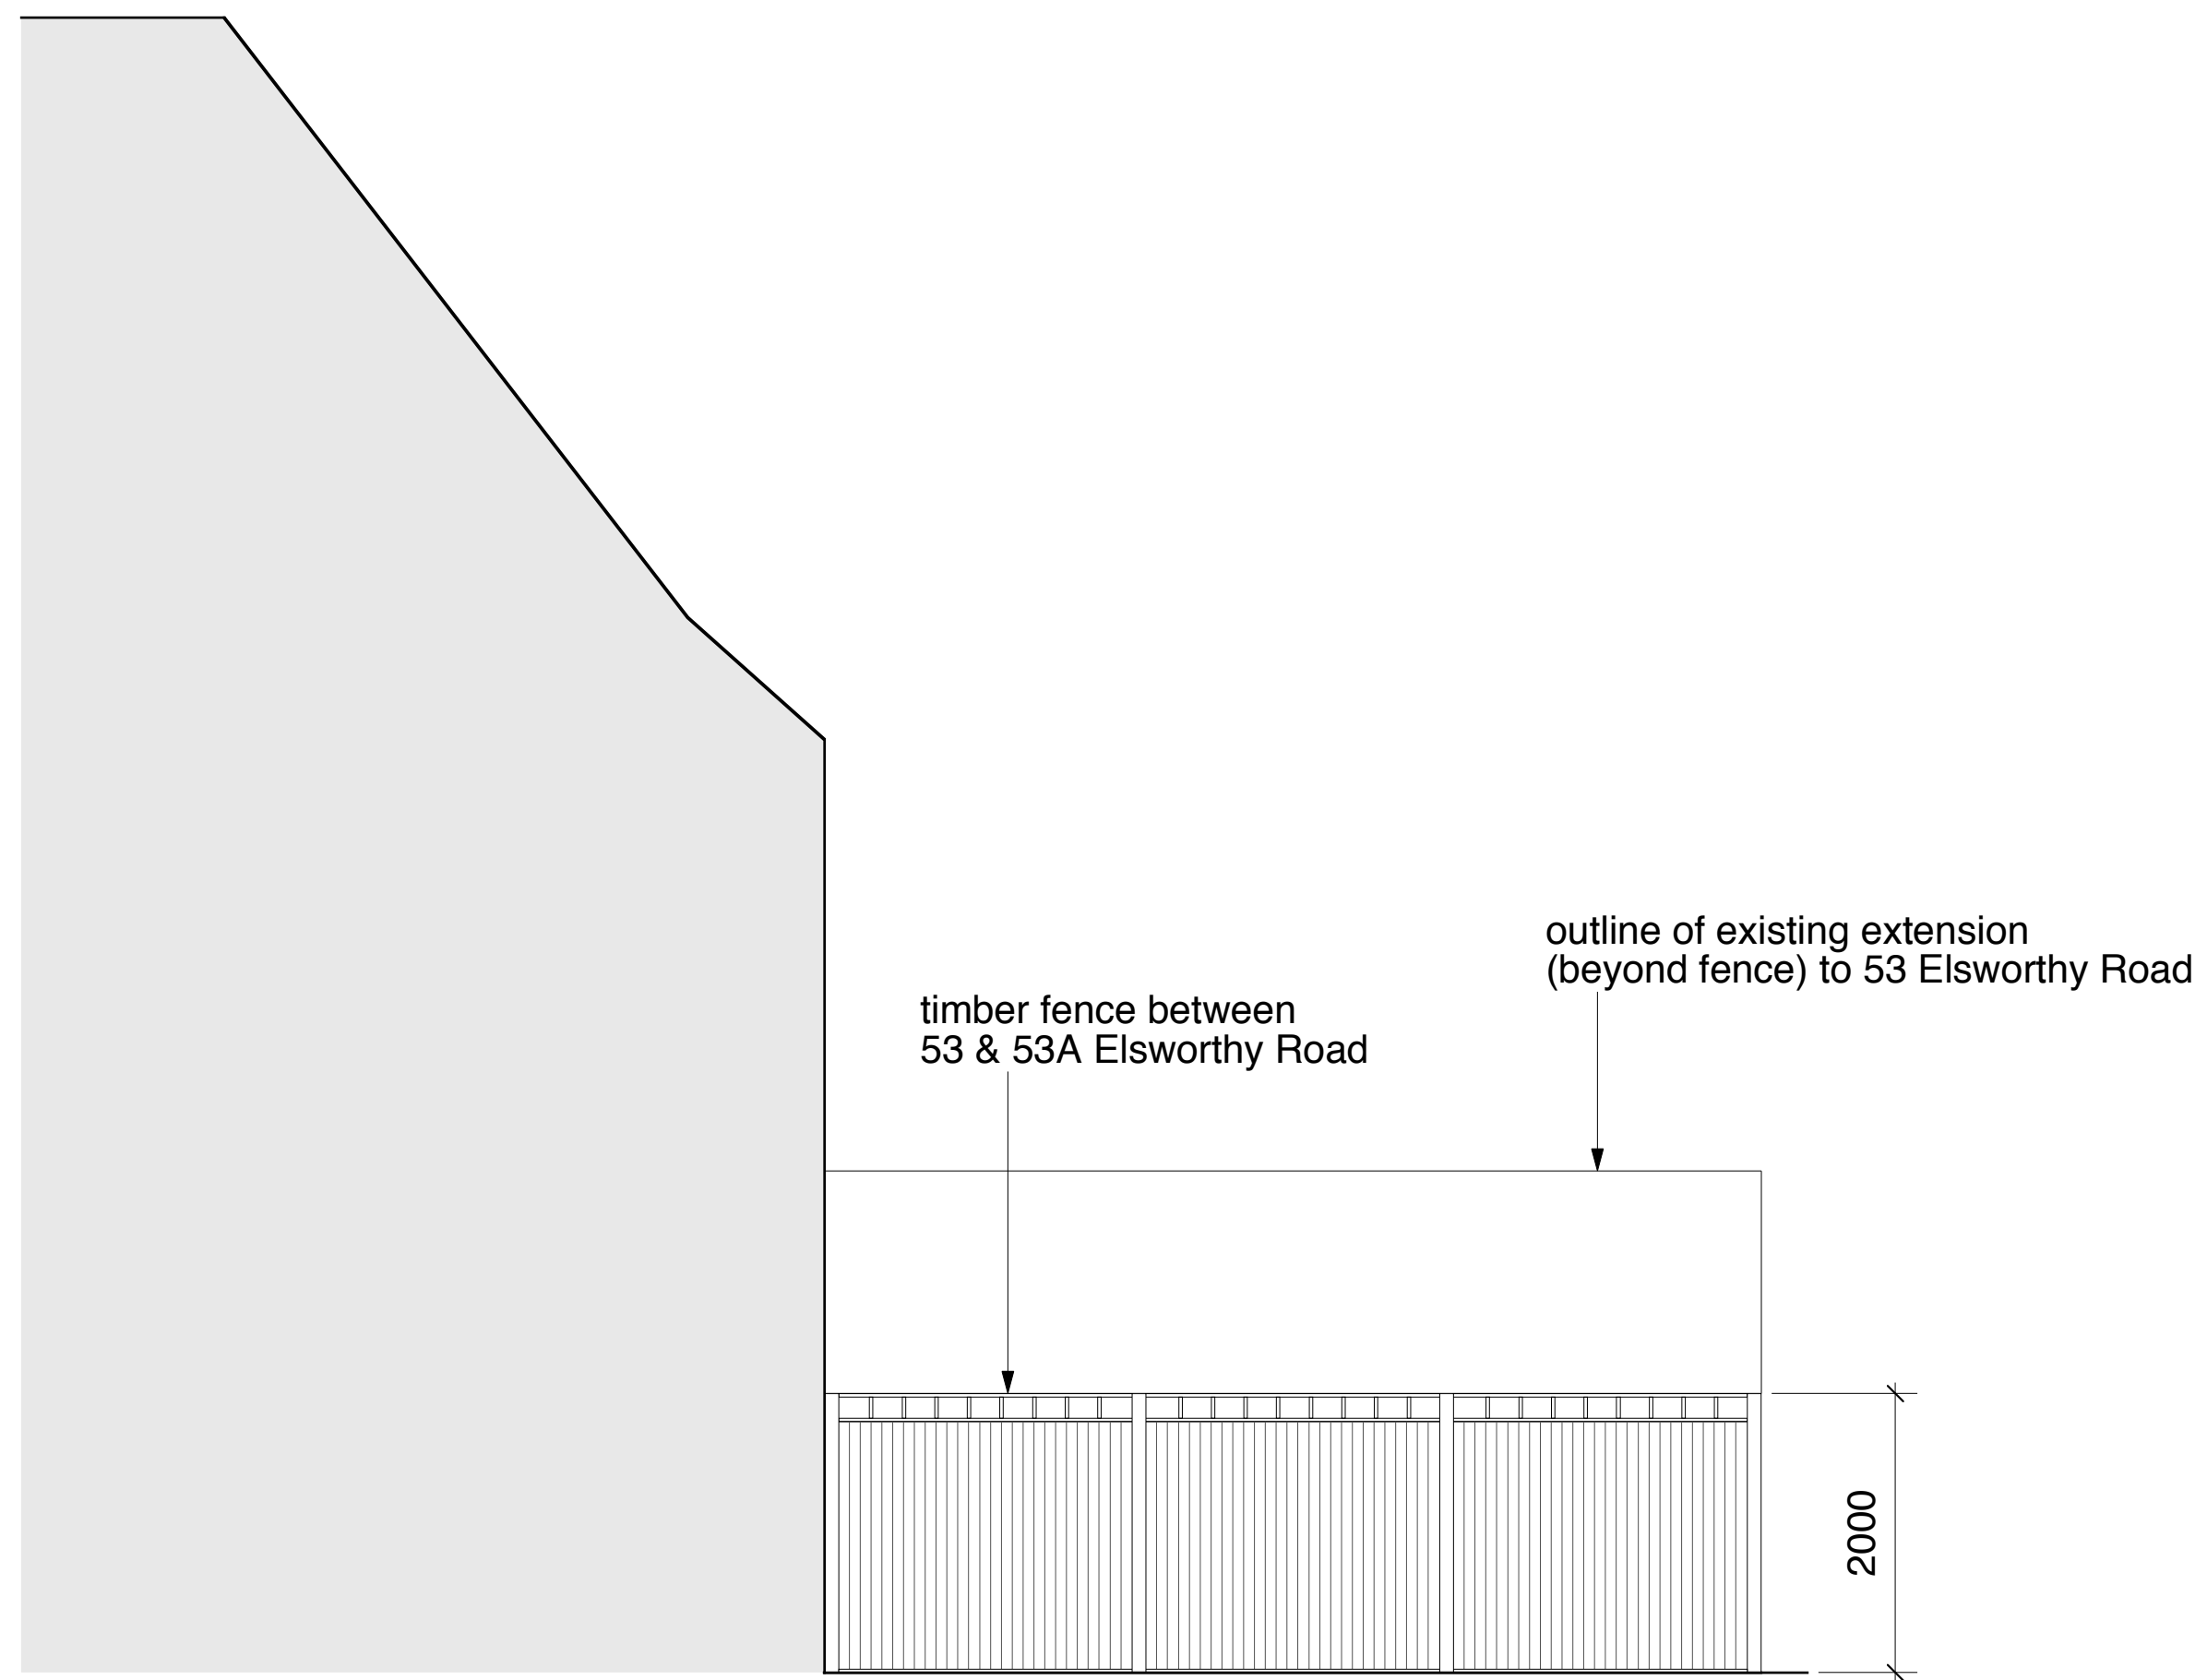 outline of existing extension
(beyond fence) to 53 Elsworthy Road
timber fence between
53 & 53A Elsworthy Road
2000